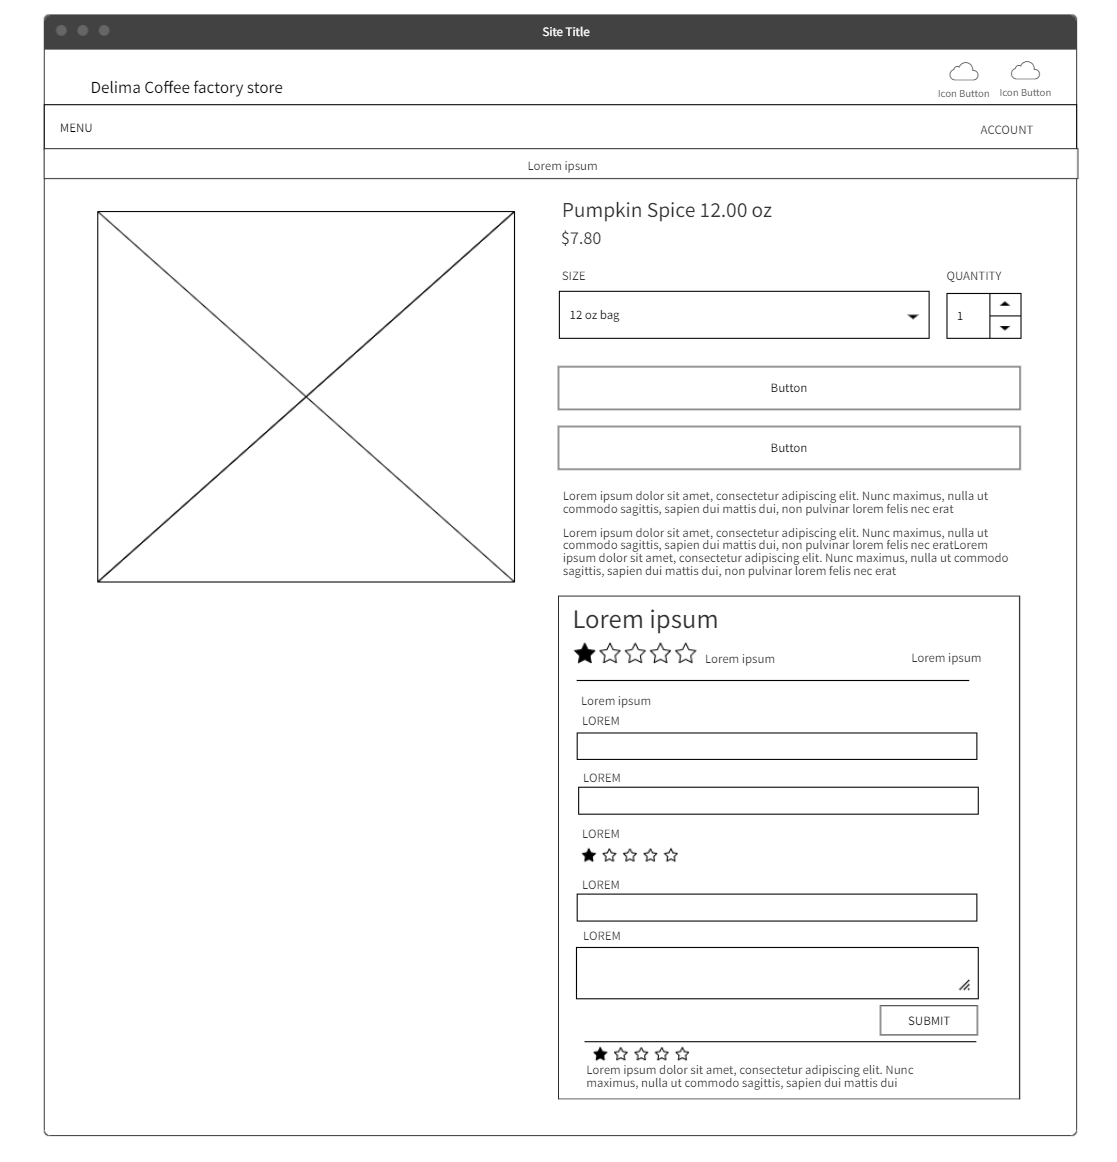 Site Title
Delima Coffee factory store
Icon Button
Icon Button
MENU
ACCOUNT
Lorem ipsum
Pumpkin Spice 12.00 oz
$7.80
SIZE
QUANTITY
12 oz bag
1
Button
Button
Lorem ipsum dolor sit amet, consectetur adipiscing elit. Nunc maximus, nulla ut
commodo sagittis, sapien dui mattis dui, non pulvinar lorem felis nec erat
Lorem ipsum dolor sit amet, consectetur adipiscing elit. Nunc maximus, nulla ut
commodo sagittis, sapien dui mattis dui, non pulvinar lorem felis nec eratLorem
ipsum dolor sit amet, consectetur adipiscing elit. Nunc maximus, nulla ut commodo
sagittis, sapien dui mattis dui, non pulvinar lorem felis nec erat
Lorem ipsum
Lorem ipsum
Lorem ipsum
Lorem ipsum
LOREM
LOREM
LOREM
LOREM
LOREM
SUBMIT
Lorem ipsum dolor sit amet, consectetur adipiscing elit. Nunc
maximus, nulla ut commodo sagittis, sapien dui mattis dui